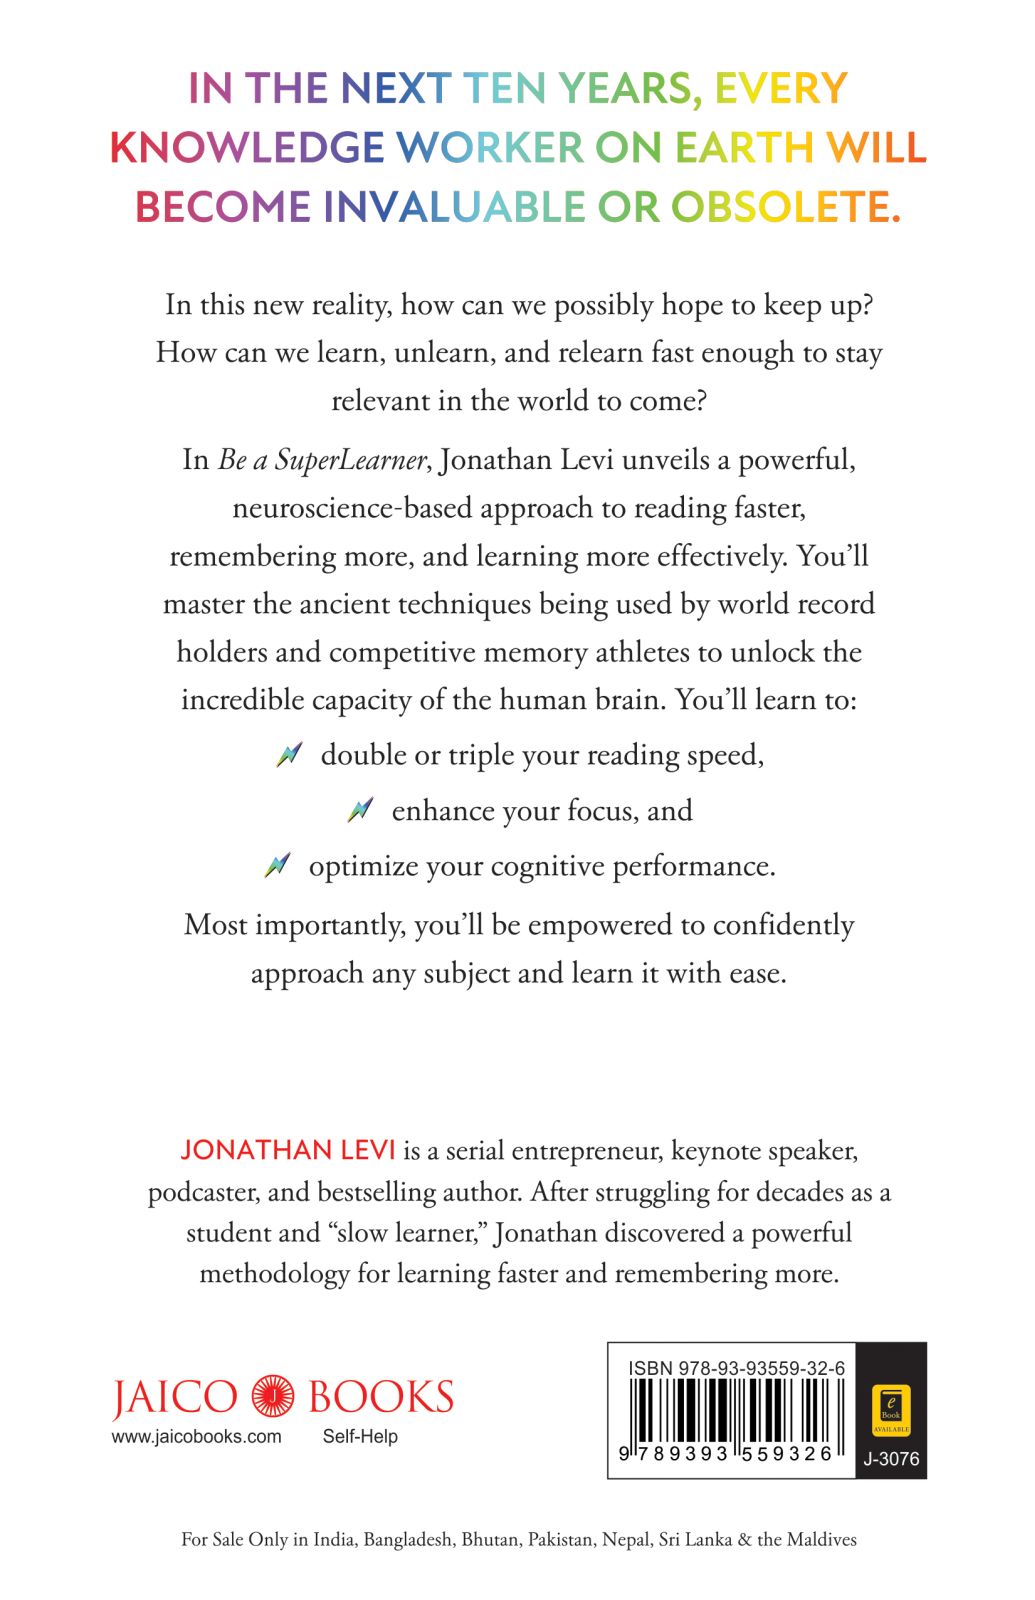 IN THE NEXT TEN YEARS, EVERY
KNOWLEDGE WORKER ON EARTH WILL
BECOME INVALUABLE OR OBSOLETE.
In this new reality, how can we possibly hope to keep up?
How can we learn, unlearn, and relearn fast enough to stay
relevant in the world to come?
In Be a SuperLearner, Jonathan Levi unveils a powerful,
neuroscience-based approach to reading faster,
remembering more, and learning more effectively. You’ll
master the ancient techniques being used by world record
holders and competitive memory athletes to unlock the
incredible capacity of the human brain. You’ll learn to:
double or triple your reading speed,
enhance your focus, and
optimize your cognitive performance.
Most importantly, you’ll be empowered to confidently
approach any subject and learn it with ease.
JONATHAN LEVI is a serial entrepreneur, keynote speaker,
podcaster, and bestselling author. After struggling for decades as a
student and “slow learner,” Jonathan discovered a powerful
methodology for learning faster and remembering more.
JAICO J BOOKS
www.jaicobooks.com Self-Help
ISBN 978-93-93559-32-6
9 789393 559326
e
Book
AVAILABLE
J-3076
For Sale Only in India, Bangladesh, Bhutan, Pakistan, Nepal, Sri Lanka & the Maldives